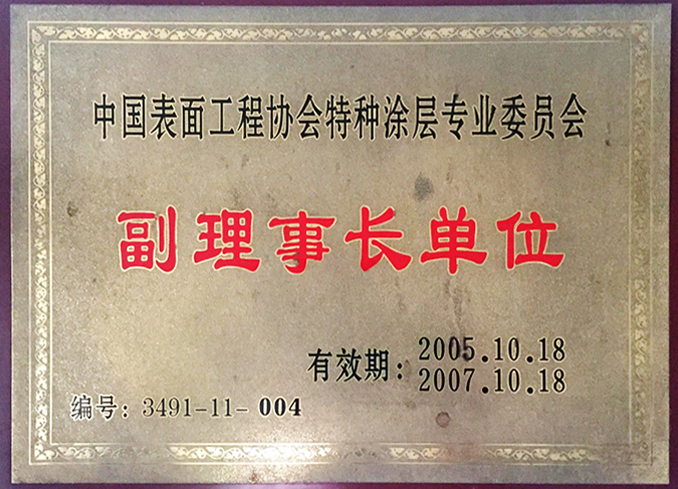 中国表面工程协会特种涂层专业委员会
副理事长单位
有效期：2005.10.18
2007.10.18
编号：3491-11-004